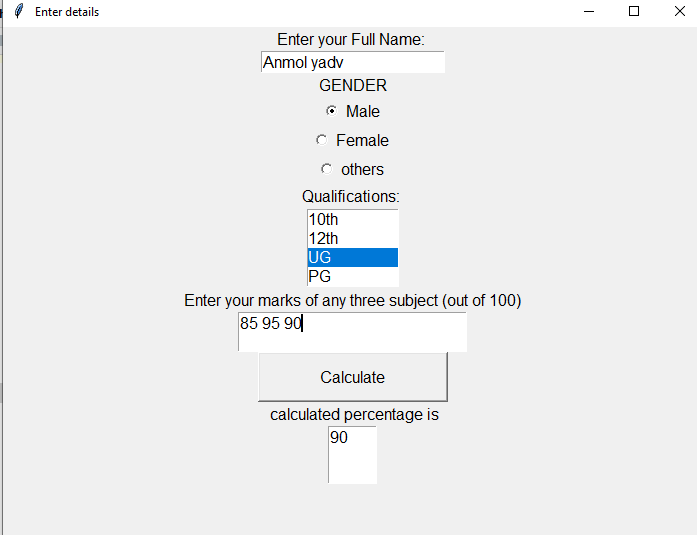 Enter details
Enter your Full Name:
Anmol yadv
GENDER
Male
Female
others
Qualifications:
10th
12th
UG
PG
Enter your marks of any three subject (out of 100)
85 95 90
Calculate
calculated percentage is
90